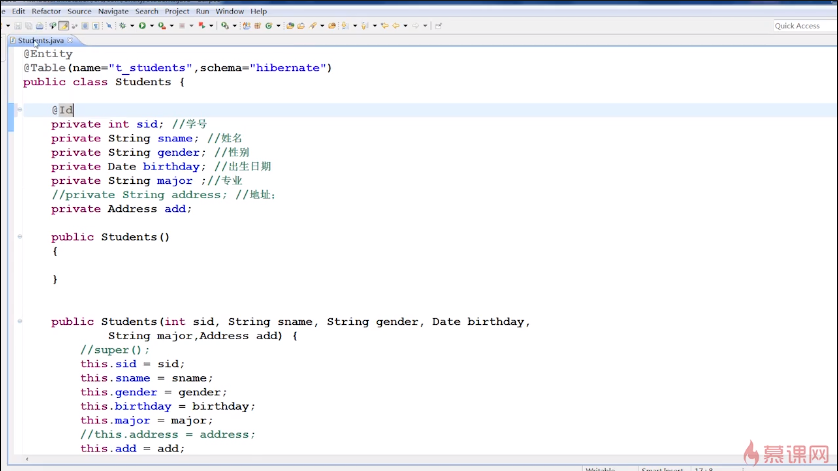 Edit Refactor Source Navigate Search Project Run Window Help
Quick Access
Students.java
@Entity
@Table(name="t_students",schema="hibernate")
public class Students {
@Id
private int sid; //学号
private String sname; //姓名
private String gender; //性别
private Date birthday; //出生日期
private String major ;//专业
//private String address; //地址;
private Address add;
public Students()
{
}
public Students(int sid, String sname, String gender, Date birthday,
String major,Address add) {
//super();
this.sid = sid;
this.sname = sname;
this.gender = gender;
this.birthday = birthday;
this.major = major;
//this.address = address;
this.add = add;
慕课网
Writable Smart Insert 17 : 8